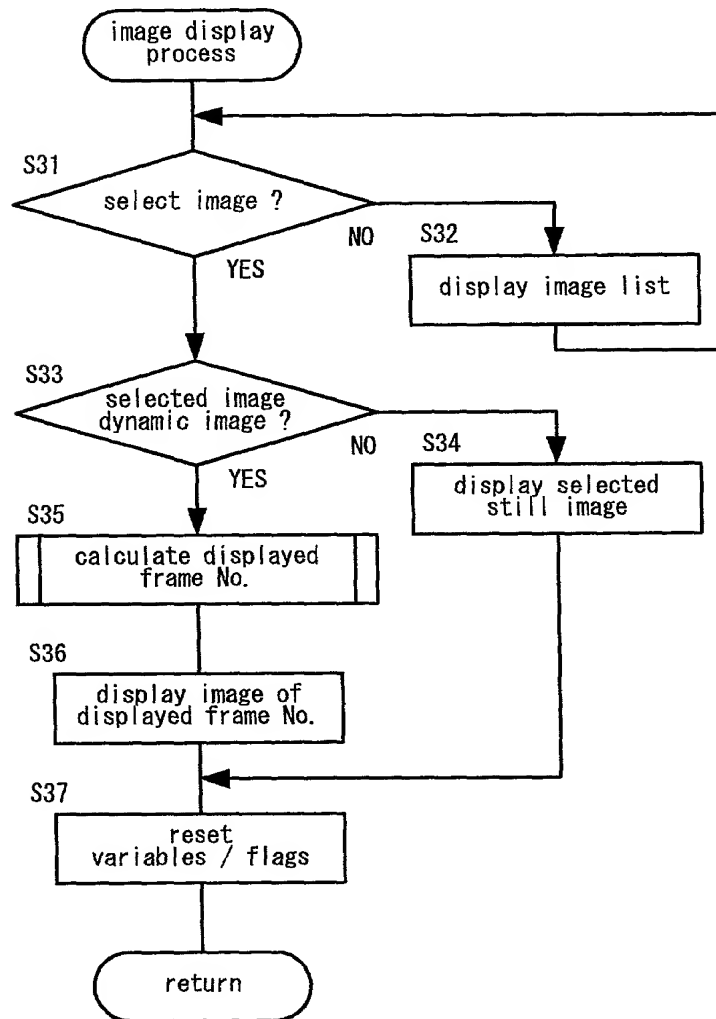 image display
process
S31
select image ?
NO
YES
S32
display image list
S33
selected image
dynamic image ?
NO
YES
S34
display selected
still image
S35
calculate displayed
frame No.
S36
display image of
displayed frame No.
S37
reset
variables / flags
return